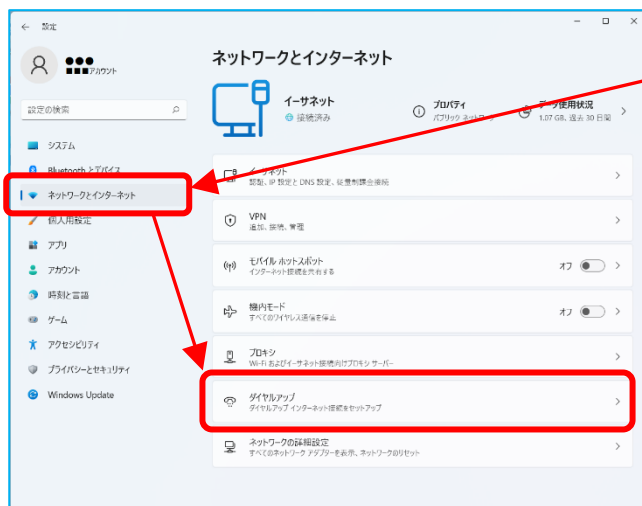 設定
●●●
■■■アカウント
設定の検索
システム
Bluetooth とデバイス
ネットワークとインターネット
個人用設定
アプリ
アカウント
時刻と言語
ゲーム
アクセシビリティ
プライバシーとセキュリティ
Windows Update
ネットワークとインターネット
イーサネット
接続済み
プロパティ
パブリック ネットワーク
データ使用状況
1.07 GB、過去 30 日間
イーサネット
認証、IP 設定と DNS 設定、従量制課金接続
VPN
追加、接続、管理
モバイル ホットスポット
インターネット接続を共有する
オフ
機内モード
すべてのワイヤレス通信を停止
オフ
プロキシ
Wi-Fi およびイーサネット接続向けプロキシ サーバー
ダイヤルアップ
ダイヤルアップ インターネット接続をセットアップ
ネットワークの詳細設定
すべてのネットワーク アダプターを表示、ネットワークのリセット